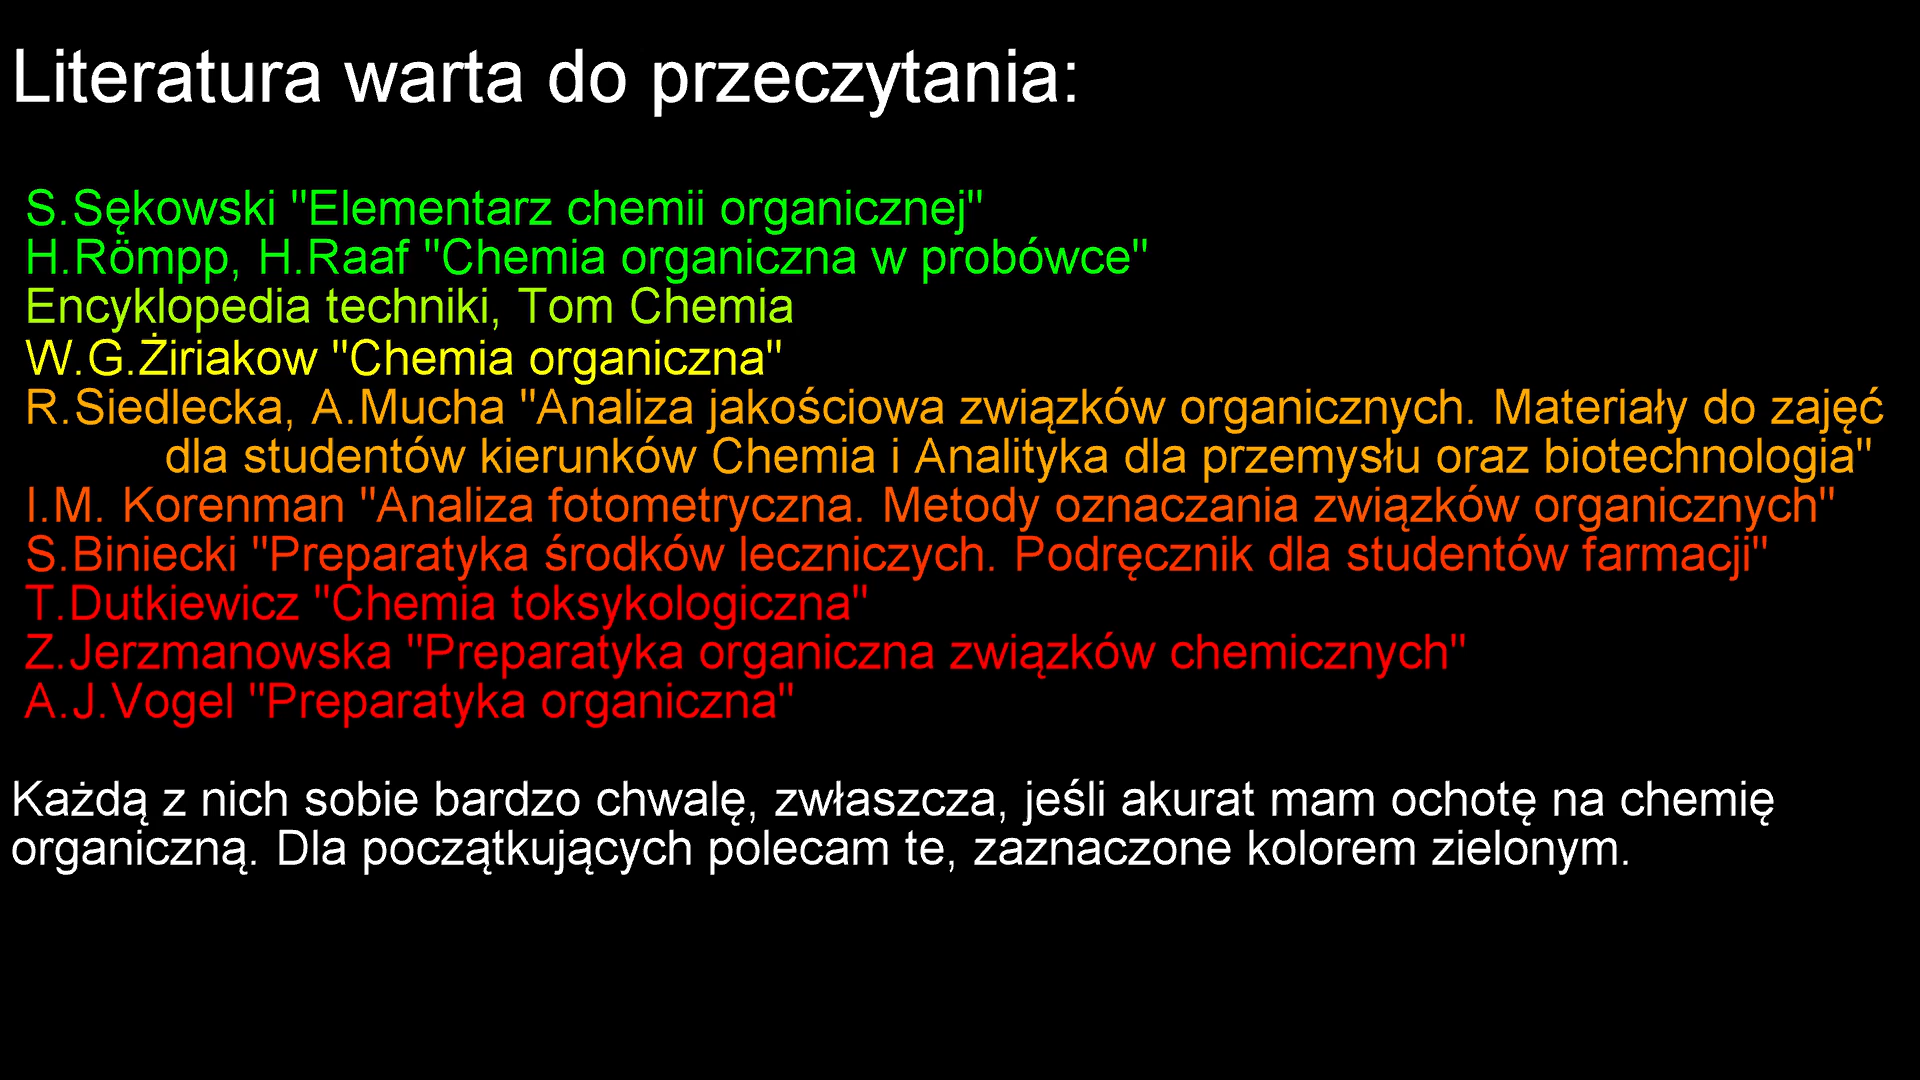 Literatura warta do przeczytania:
S.Sękowski "Elementarz chemii organicznej"
H.Römpp, H.Raaf "Chemia organiczna w probówce"
Encyklopedia techniki, Tom Chemia
W.G.Żiriakow "Chemia organiczna"
R.Siedlecka, A.Mucha "Analiza jakościowa związków organicznych. Materiały do zajęć
dla studentów kierunków Chemia i Analityka dla przemysłu oraz biotechnologia"
I.M. Korenman "Analiza fotometryczna. Metody oznaczania związków organicznych"
S.Biniecki "Preparatyka środków leczniczych. Podręcznik dla studentów farmacji"
T.Dutkiewicz "Chemia toksykologiczna"
Z.Jerzmanowska "Preparatyka organiczna związków chemicznych"
A.J.Vogel "Preparatyka organiczna"
Każdą z nich sobie bardzo chwalę, zwłaszcza, jeśli akurat mam ochotę na chemię
organiczną. Dla początkujących polecam te, zaznaczone kolorem zielonym.